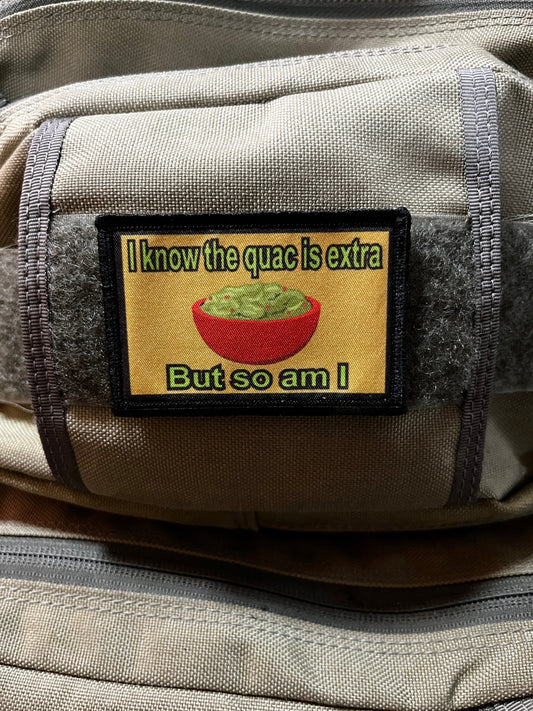 I know the quac is extra
But so am I